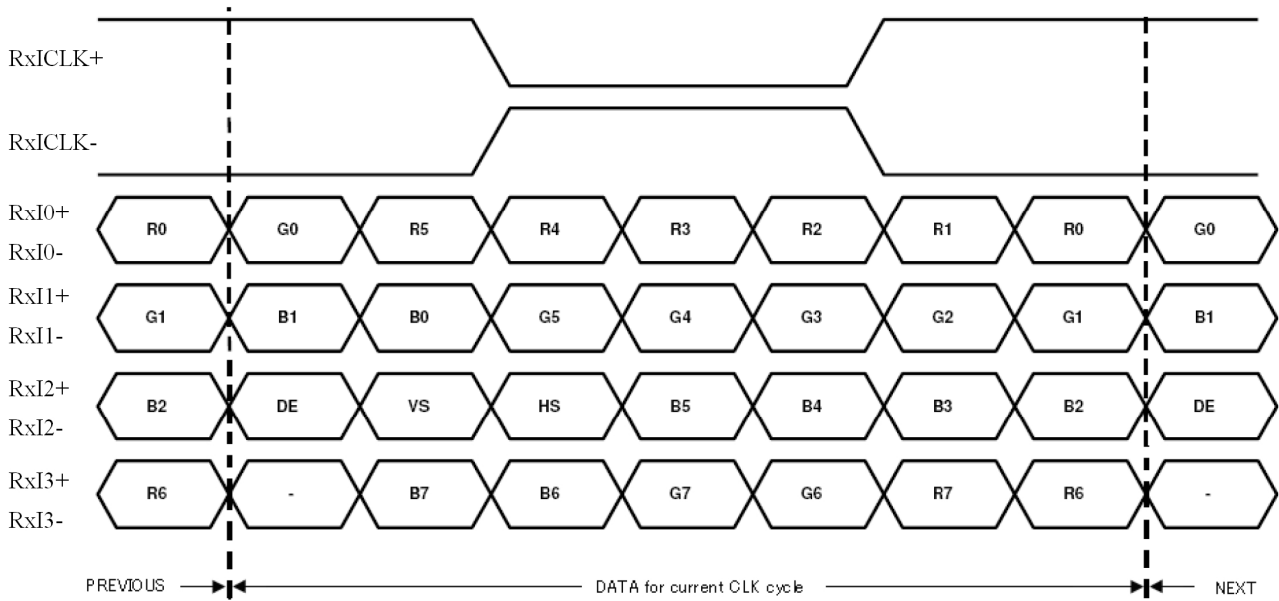 RxICLK+
RxICLK-
RxI0+
R0 G0 R5 R4 R3 R2 R1 R0 G0
RxI0-
RxI1+
G1 B1 B0 G5 G4 G3 G2 G1 B1
RxI1-
RxI2+
B2 DE VS HS B5 B4 B3 B2 DE
RxI2-
RxI3+
R6 - B7 B6 G7 G6 R7 R6 -
RxI3-
PREVIOUS DATA for current CLK cycle NEXT